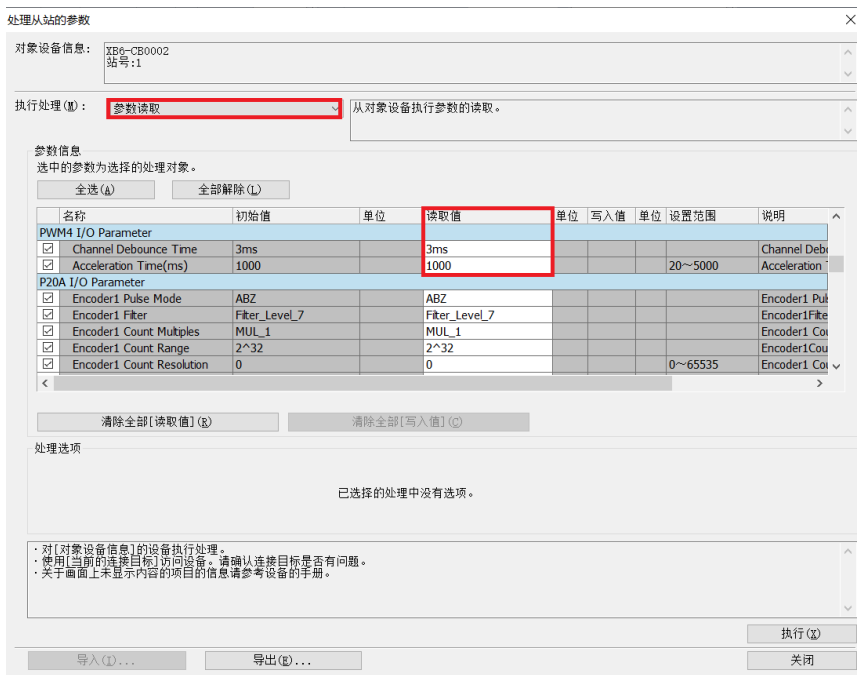 处理从站的参数
对象设备信息:
XB6-CB0002
站号:1
执行处理(M):
参数读取
从对象设备执行参数的读取。
参数信息
选中的参数为选择的处理对象。
全选(A) 全部解除(L)
名称 初始值 单位 读取值 单位 写入值 单位 设置范围 说明
PWM4 I/O Parameter
Channel Debounce Time 3ms 3ms Channel Debo
Acceleration Time(ms) 1000 1000 20～5000 Acceleration
P20A I/O Parameter
Encoder1 Pulse Mode ABZ ABZ Encoder1 Pul
Encoder1 Filter Filter_Level_7 Filter_Level_7 Encoder1Filte
Encoder1 Count Multiples MUL_1 MUL_1 Encoder1 Cou
Encoder1 Count Range 2^32 2^32 Encoder1Cou
Encoder1 Count Resolution 0 0 0～65535 Encoder1 Cou
清除全部[读取值](R) 清除全部[写入值](C)
处理选项
已选择的处理中没有选项。
·对[对象设备信息]的设备执行处理。
·使用[当前的连接目标]访问设备。请确认连接目标是否有问题。
·关于画面上未显示内容的项目的信息请参考设备的手册。
执行(X)
导入(I)... 导出(E)... 关闭